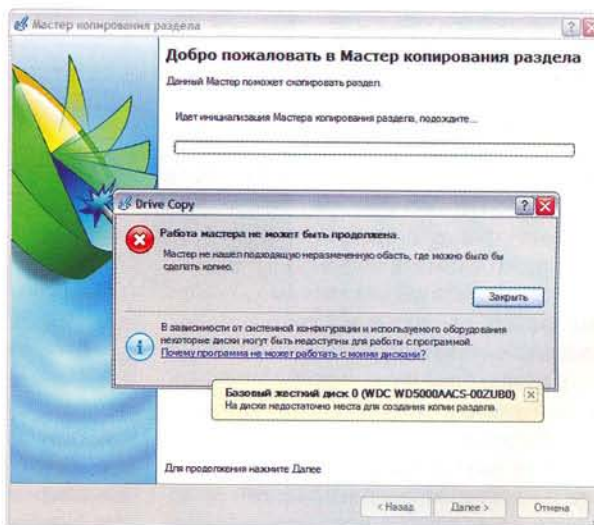 Мастер копирования раздела
Добро пожаловать в Мастер копирования раздела
Данный Мастер поможет скопировать раздел.
Идет инициализация Мастера копирования раздела, подождите...
Drive Copy
Работа мастера не может быть продолжена.
Мастер не нашел подходящую неразмеченную область, где можно было бы
сделать копию.
Закрыть
В зависимости от системной конфигурации и используемого оборудования
некоторые диски могут быть недоступны для работы с программой.
Почему программа не может работать с моими дисками?
Базовый жесткий диск 0 (WDC WD5000AACS-00ZUB0)
На диске недостаточно места для создания копии раздела.
Для продолжения нажмите Далее
< Назад Далее > Отмена